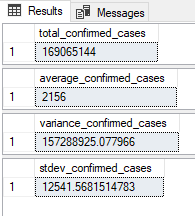 Results Messages
total_confirmed_cases
1 169065144
average_confirmed_cases
1 2156
variance_confirmed_cases
1 157288925.077966
stdev_confirmed_cases
1 12541.5681514783